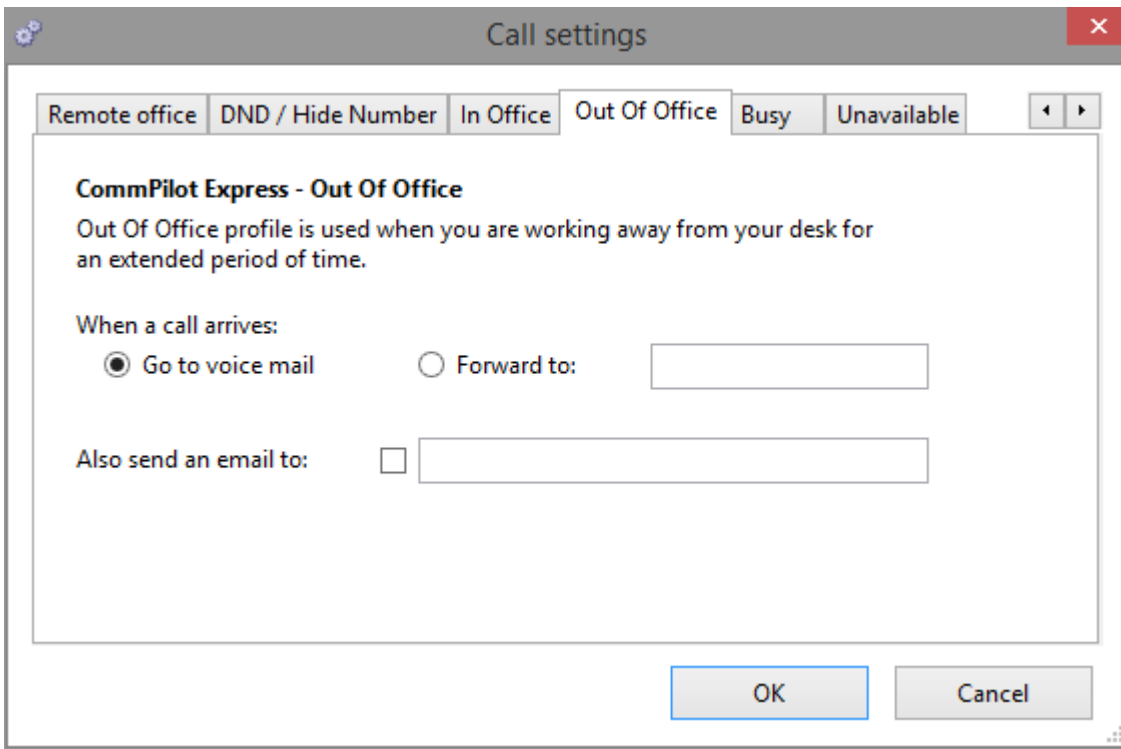 Call settings
Remote office DND / Hide Number In Office Out Of Office Busy Unavailable
CommPilot Express - Out Of Office
Out Of Office profile is used when you are working away from your desk for
an extended period of time.
When a call arrives:
Go to voice mail Forward to:
Also send an email to:
OK Cancel